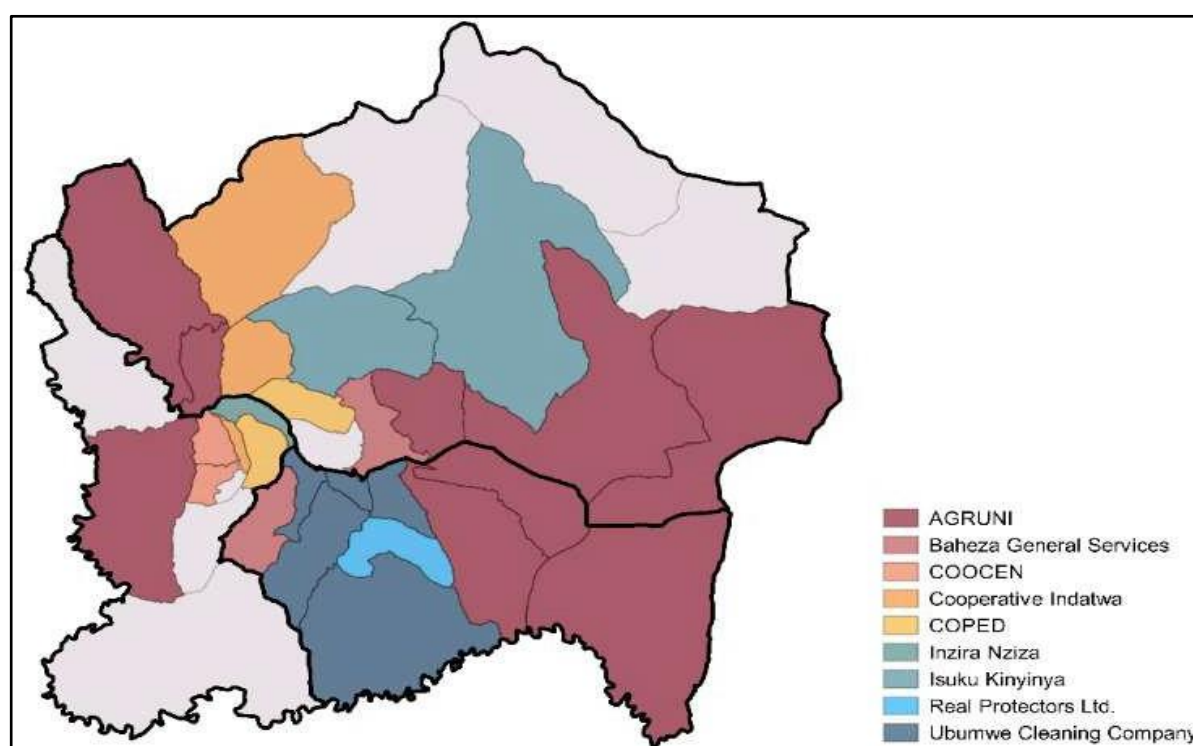 AGRUNI
Baheza General Services
COOCEN
Cooperative Indatwa
COPED
Inzira Nziza
Isuku Kinyinya
Real Protectors Ltd.
Ubumwe Cleaning Company